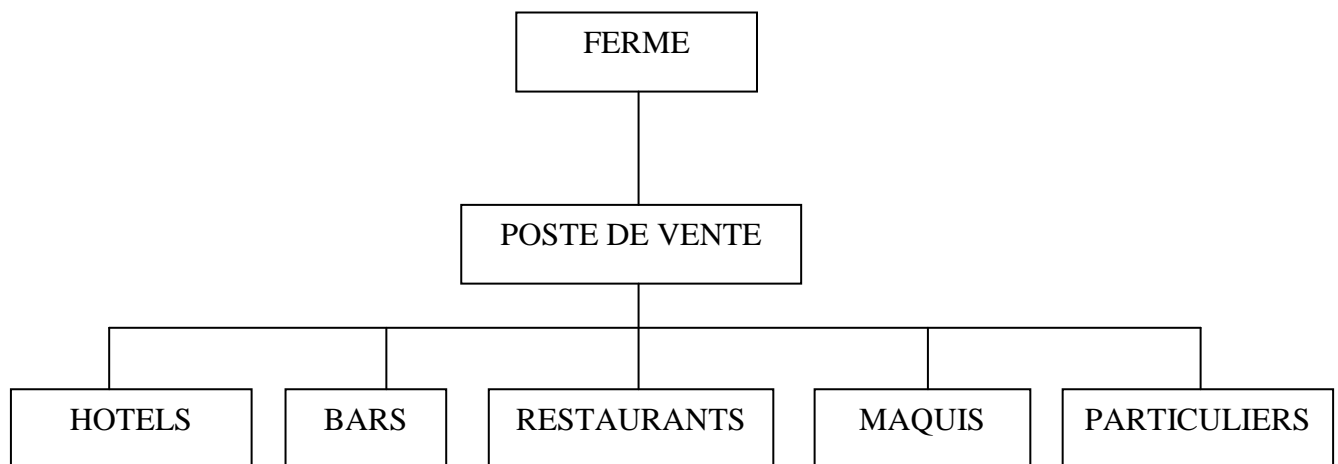 FERME
POSTE DE VENTE
HOTELS
BARS
RESTAURANTS
MAQUIS
PARTICULIERS